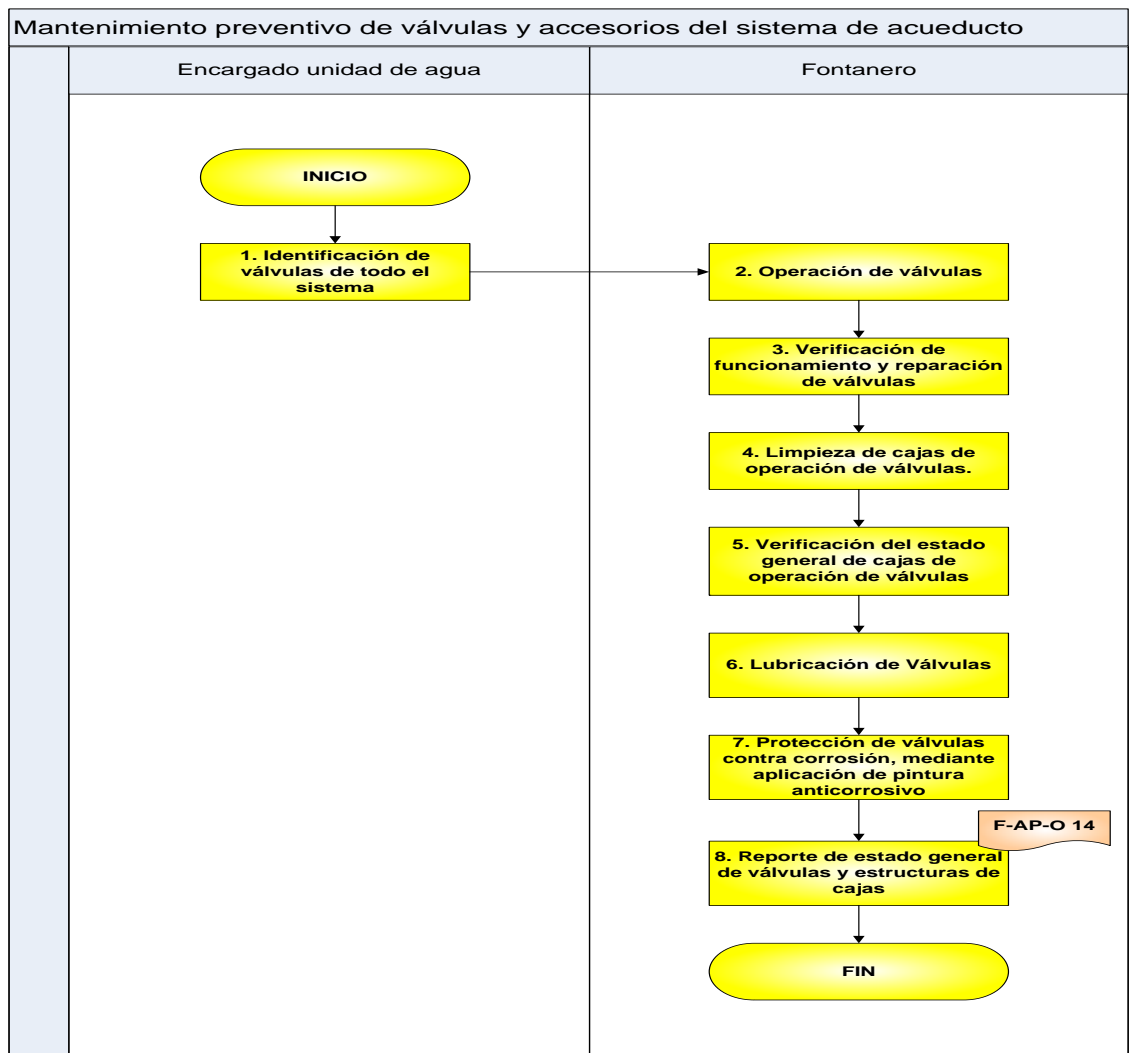 Mantenimiento preventivo de válvulas y accesorios del sistema de acueducto
Encargado unidad de agua
Fontanero
INICIO
1. Identificación de
válvulas de todo el
sistema
2. Operación de válvulas
3. Verificación de
funcionamiento y reparación
de válvulas
4. Limpieza de cajas de
operación de válvulas.
5. Verificación del estado
general de cajas de
operación de válvulas
6. Lubricación de Válvulas
7. Protección de válvulas
contra corrosión, mediante
aplicación de pintura
anticorrosivo
F-AP-O 14
8. Reporte de estado general
de válvulas y estructuras de
cajas
FIN